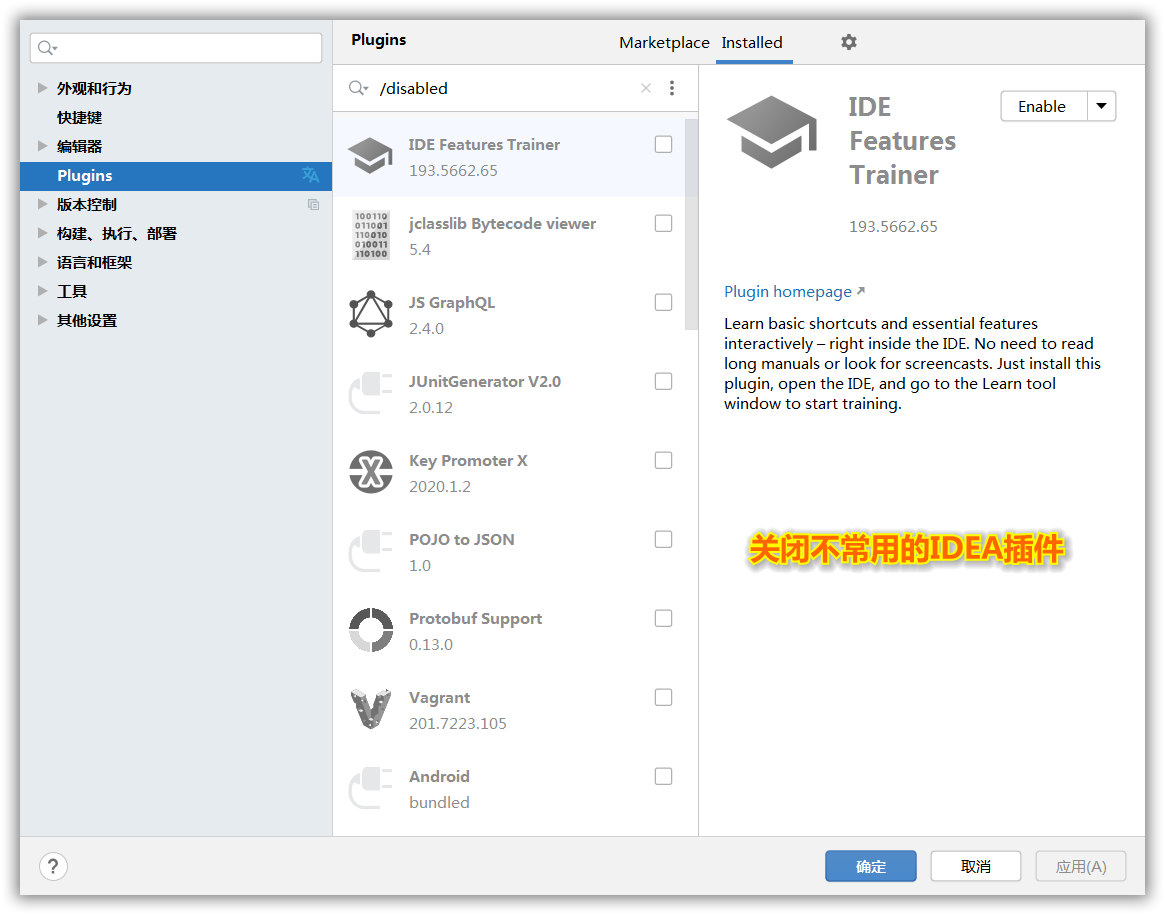 外观和行为
快捷键
编辑器
Plugins
版本控制
构建、执行、部署
语言和框架
工具
其他设置
Plugins
Marketplace
Installed
/disabled
IDE Features Trainer
193.5662.65
jclasslib Bytecode viewer
5.4
JS GraphQL
2.4.0
JUnitGenerator V2.0
2.0.12
Key Promoter X
2020.1.2
POJO to JSON
1.0
Protobuf Support
0.13.0
Vagrant
201.7223.105
Android
bundled
IDE
Features
Trainer
Enable
193.5662.65
Plugin homepage
Learn basic shortcuts and essential features
interactively – right inside the IDE. No need to read
long manuals or look for screencasts. Just install this
plugin, open the IDE, and go to the Learn tool
window to start training.
关闭不常用的IDEA插件
?
确定
取消
应用(A)